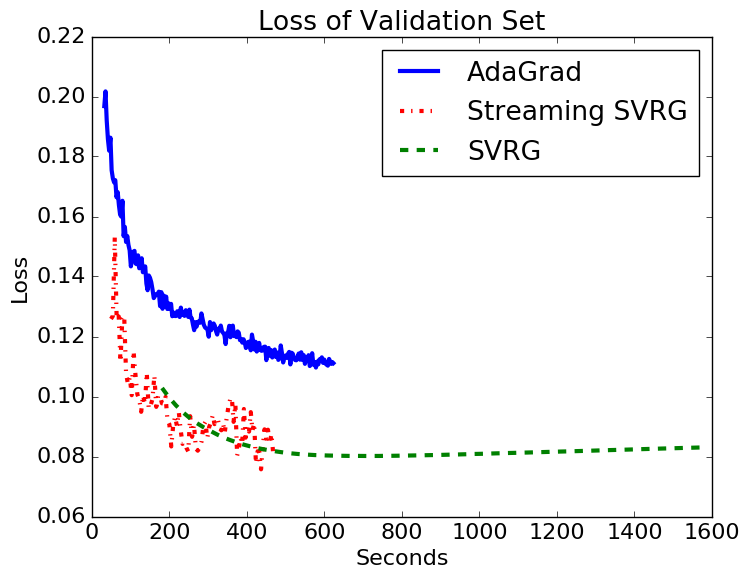 Loss of Validation Set
0.22
0.20
0.18
0.16
0.14
0.12
0.10
0.08
0.06
Loss
AdaGrad
Streaming SVRG
SVRG
0 200 400 600 800 1000 1200 1400 1600
Seconds